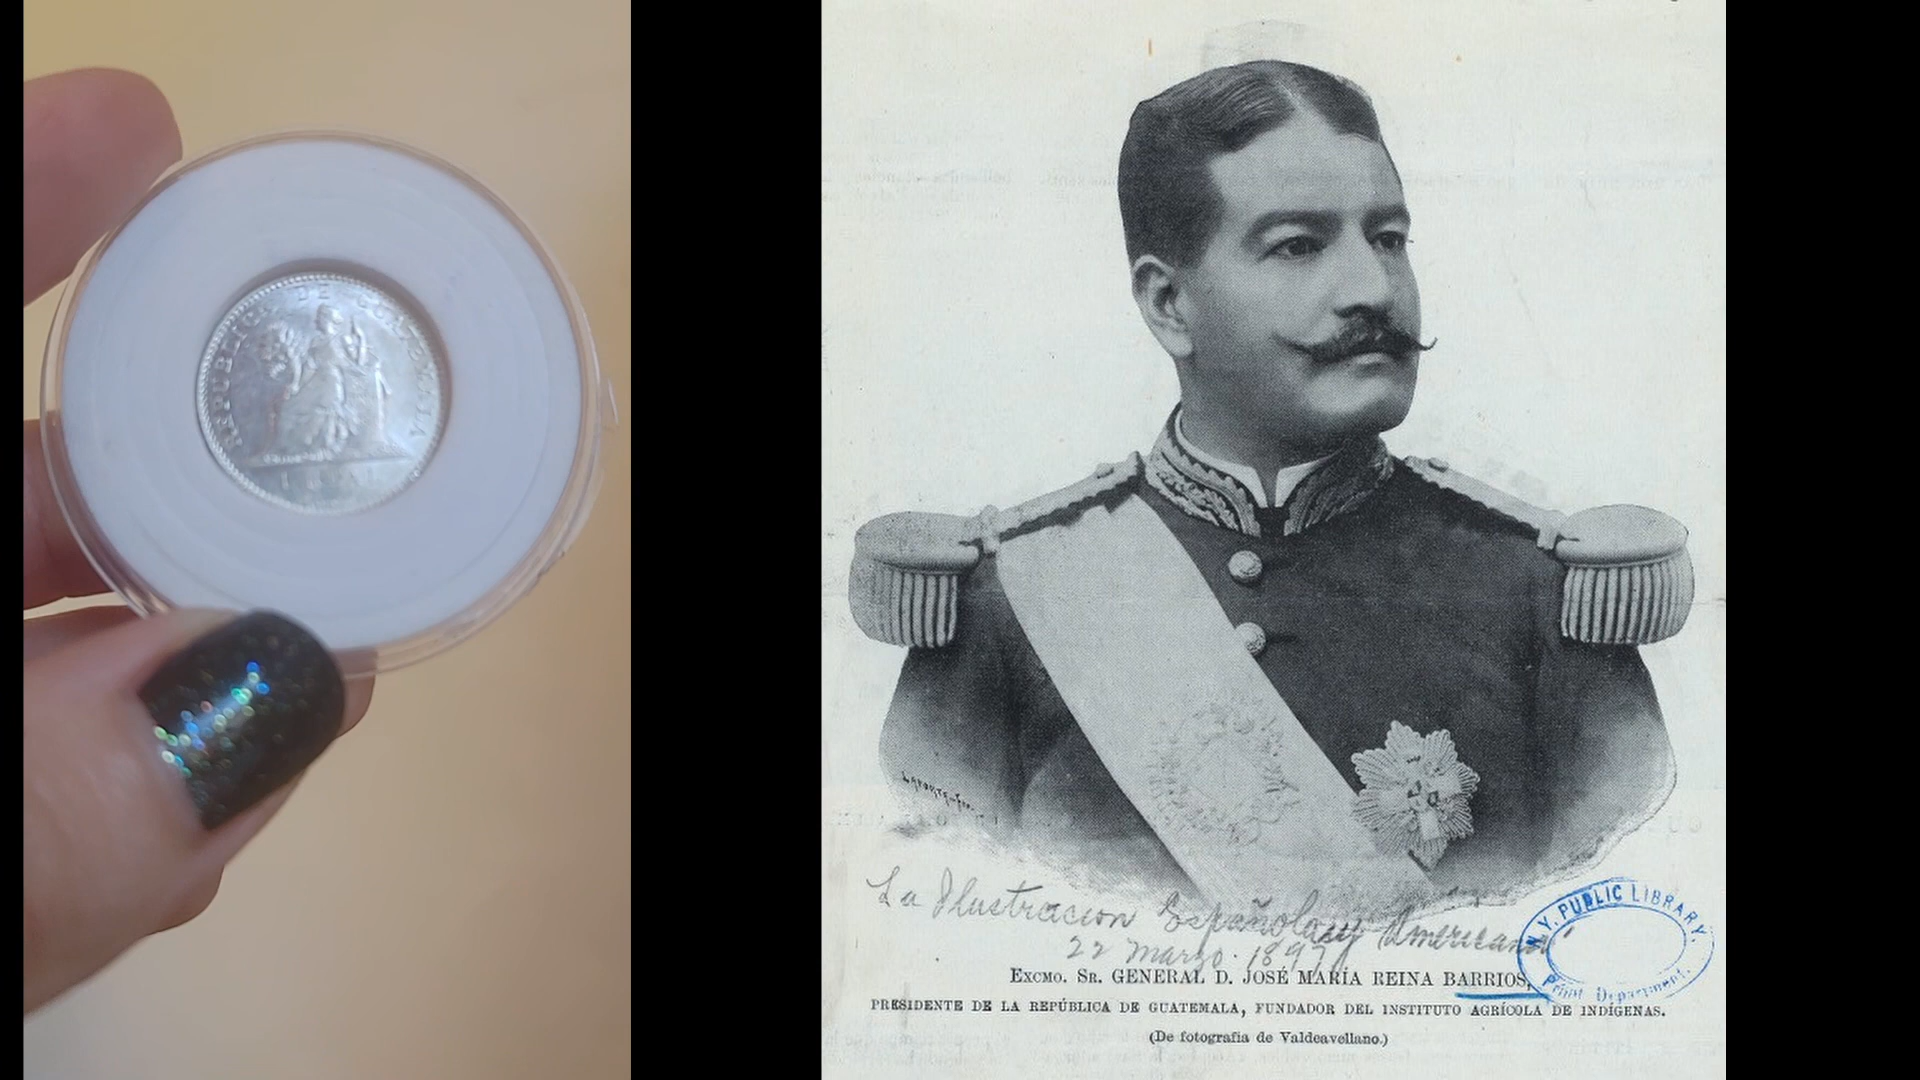 REPUBLICA DE GUATEMALA
LAPORTA
La Ilustracion Española y Americana
22 Marzo. 1897
N.Y. PUBLIC LIBRARY.
Print Department.
EXCMO. SR. GENERAL D. JOSÉ MARÍA REINA BARRIOS,
PRESIDENTE DE LA REPÚBLICA DE GUATEMALA, FUNDADOR DEL INSTITUTO AGRÍCOLA DE INDÍGENAS.
(De fotografía de Valdeavellano.)